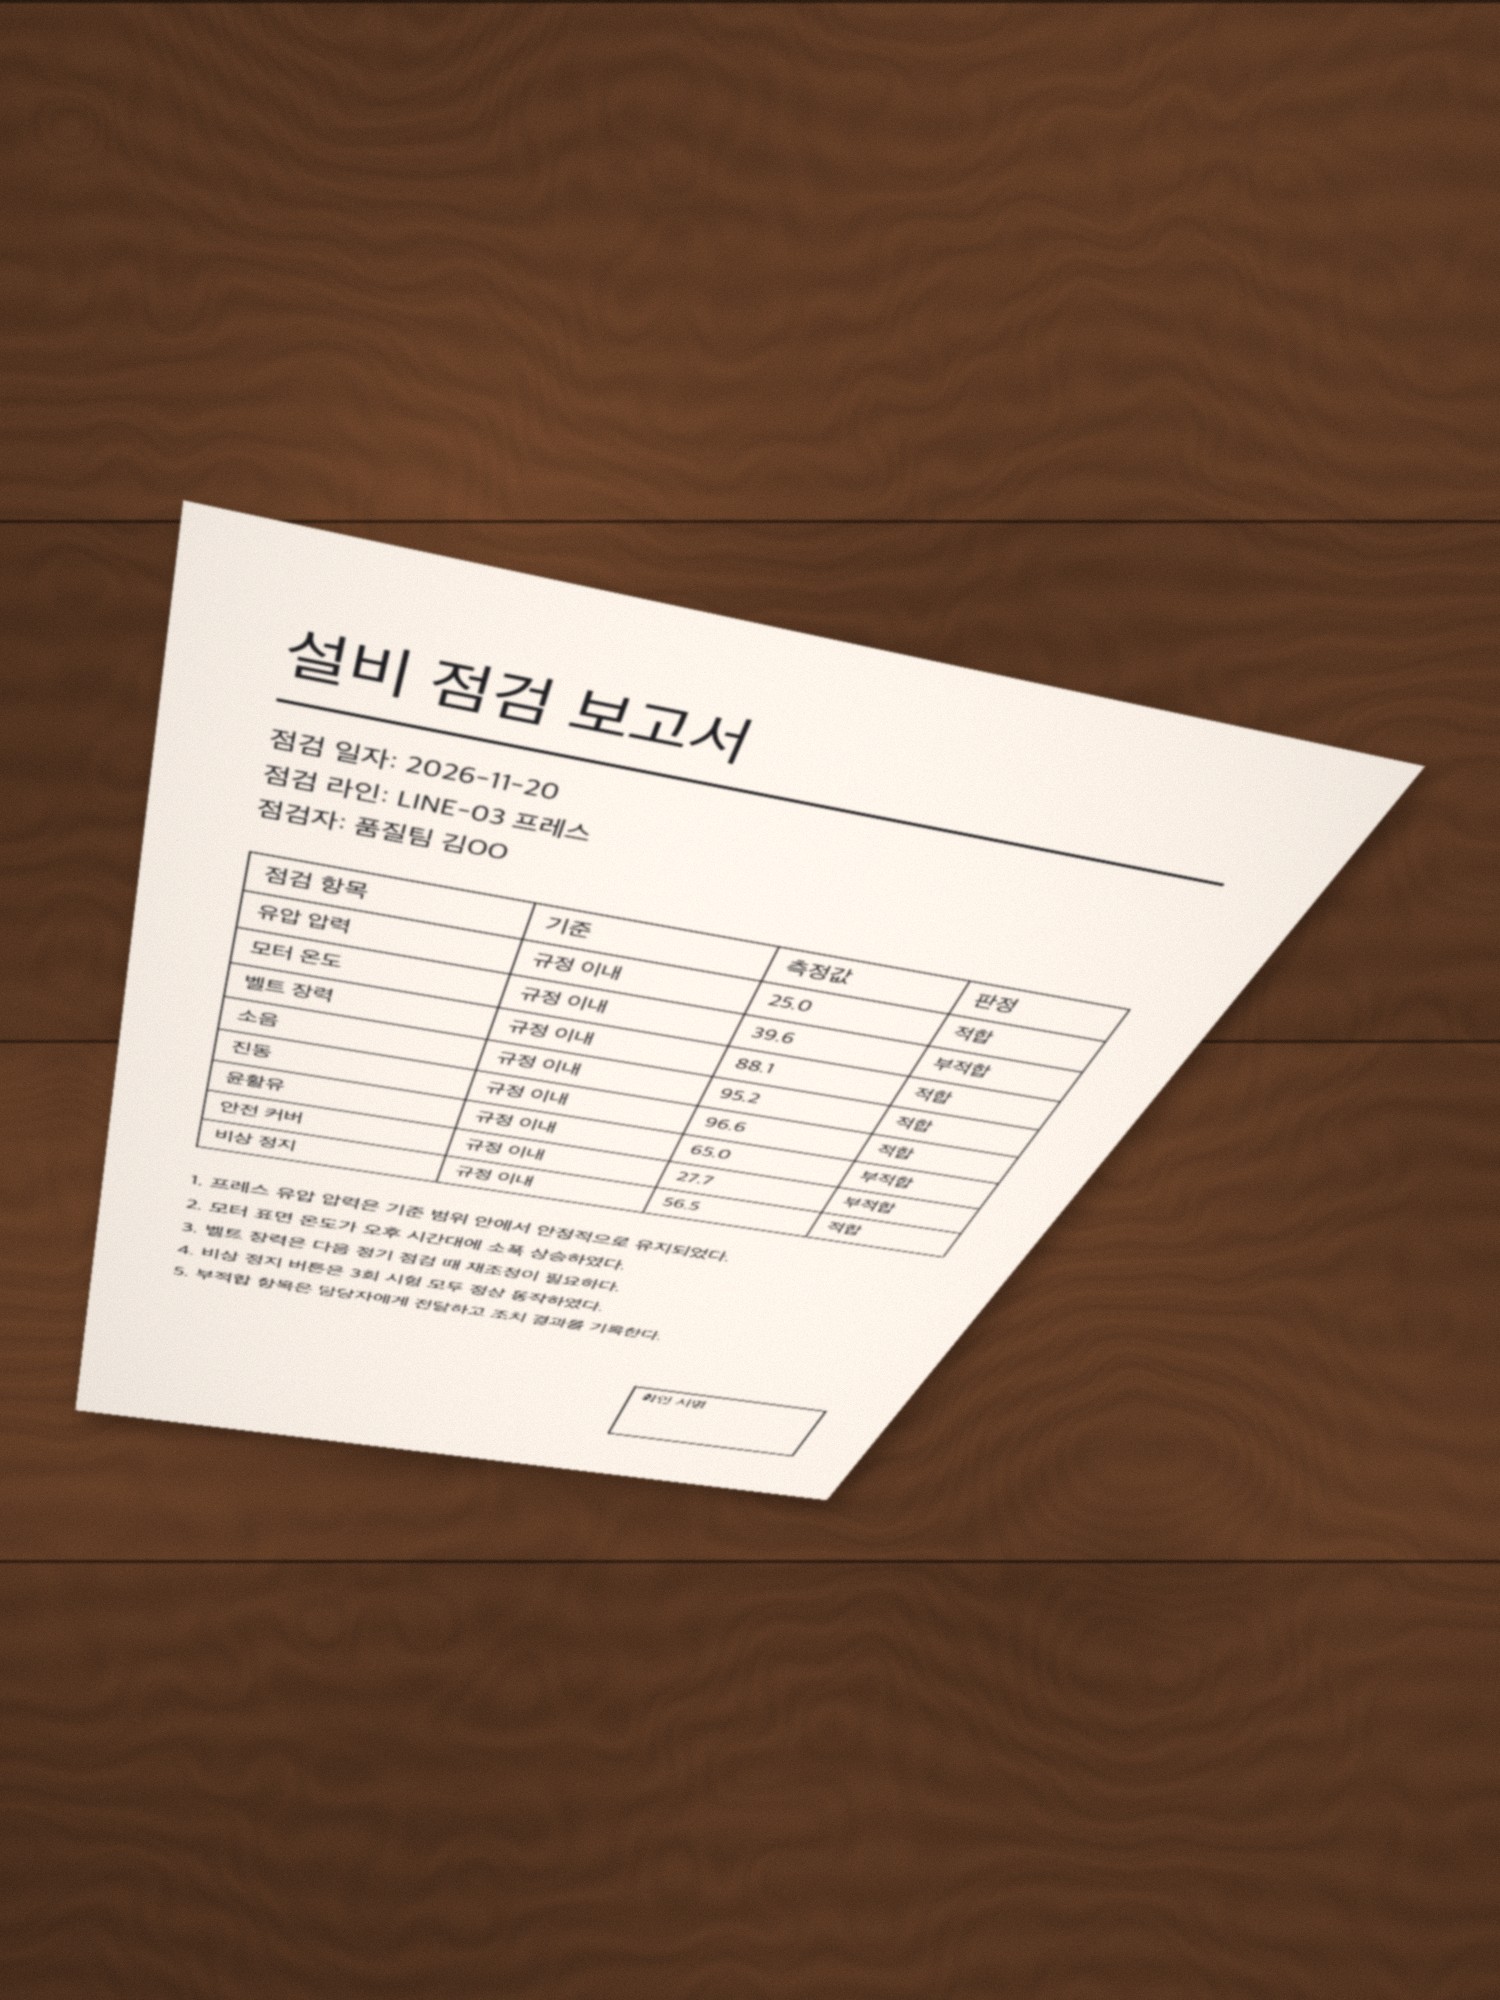 설비 점검 보고서
점검 일자: 2026-11-20
점검 라인: LINE-03 프레스
점검자: 품질팀 김OO
점검 항목 기준 측정값 판정
유압 압력 규정 이내 25.0 적합
모터 온도 규정 이내 39.6 부적합
벨트 장력 규정 이내 88.1 적합
소음 규정 이내 95.2 적합
진동 규정 이내 96.6 적합
윤활유 규정 이내 65.0 부적합
안전 커버 규정 이내 27.7 부적합
비상 정지 규정 이내 56.5 적합
1. 프레스 유압 압력은 기준 범위 안에서 안정적으로 유지되었다.
2. 모터 표면 온도가 오후 시간대에 소폭 상승하였다.
3. 벨트 장력은 다음 정기 점검 때 재조정이 필요하다.
4. 비상 정지 버튼은 3회 시험 모두 정상 동작하였다.
5. 부적합 항목은 담당자에게 전달하고 조치 결과를 기록한다.
확인 서명